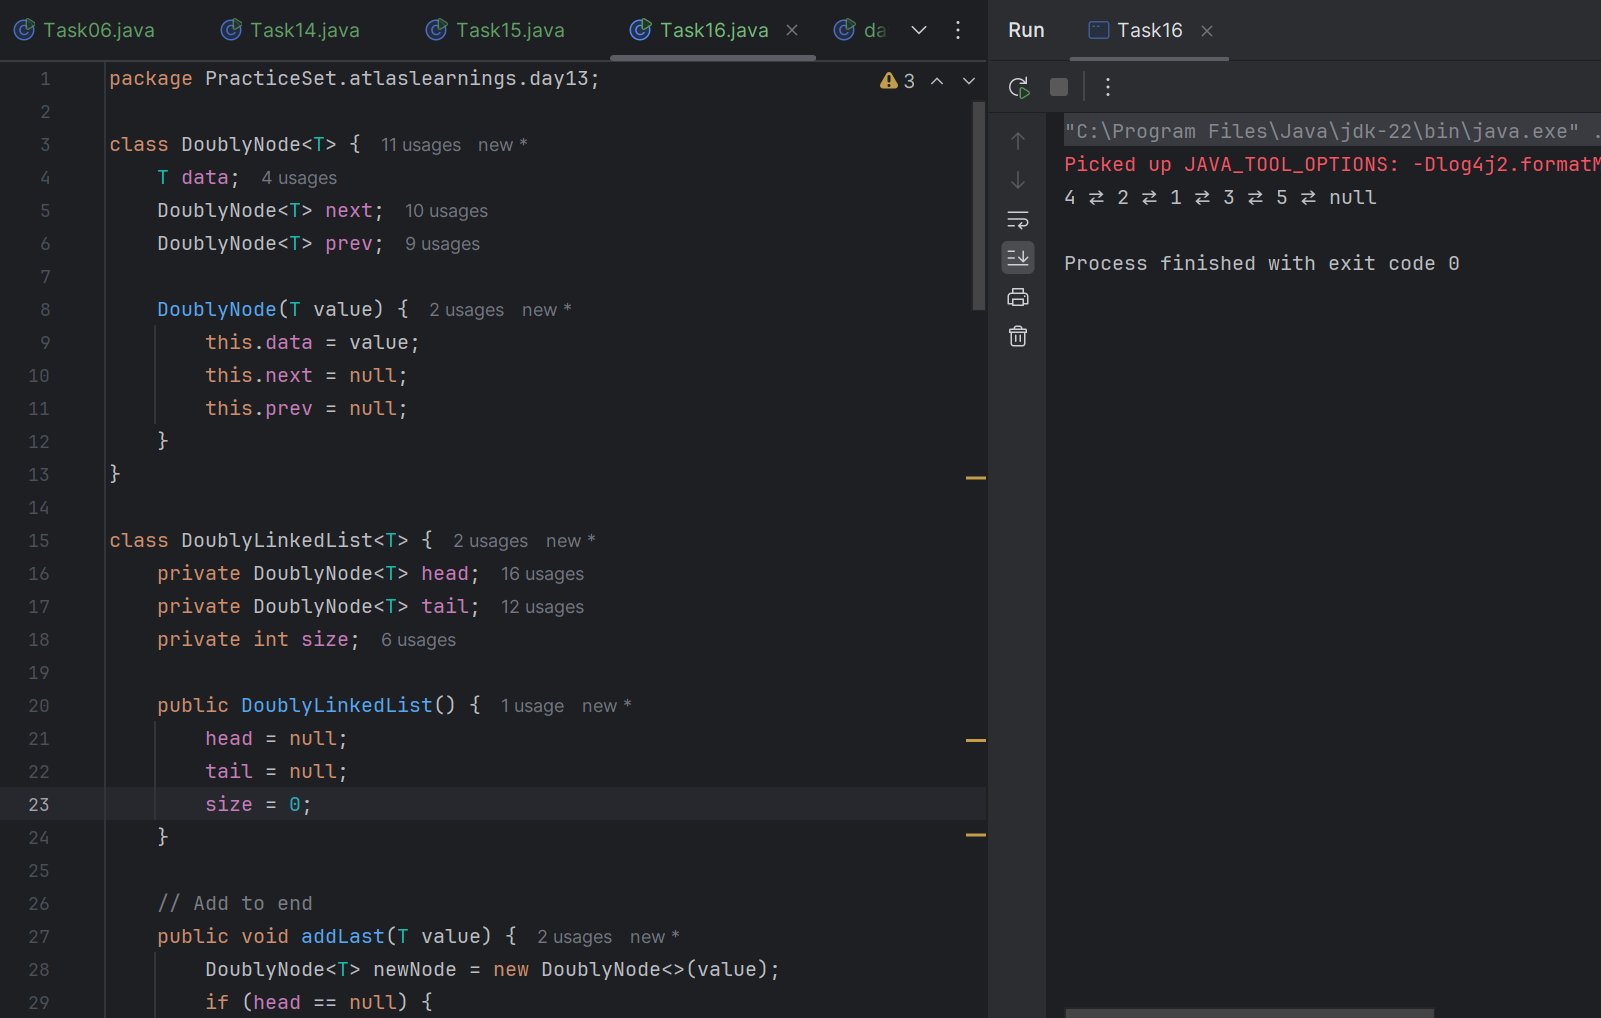 Task06.java Task14.java Task15.java Task16.java da
3
1 package PracticeSet.atlaslearnings.day13;
2
3 class DoublyNode<T> { 11 usages new *
4 T data; 4 usages
5 DoublyNode<T> next; 10 usages
6 DoublyNode<T> prev; 9 usages
7
8 DoublyNode(T value) { 2 usages new *
9 this.data = value;
10 this.next = null;
11 this.prev = null;
12 }
13 }
14
15 class DoublyLinkedList<T> { 2 usages new *
16 private DoublyNode<T> head; 16 usages
17 private DoublyNode<T> tail; 12 usages
18 private int size; 6 usages
19
20 public DoublyLinkedList() { 1 usage new *
21 head = null;
22 tail = null;
23 size = 0;
24 }
25
26 // Add to end
27 public void addLast(T value) { 2 usages new *
28 DoublyNode<T> newNode = new DoublyNode<>(value);
29 if (head == null) {
Run Task16
"C:\Program Files\Java\jdk-22\bin\java.exe" .
Picked up JAVA_TOOL_OPTIONS: -Dlog4j2.formatM
4 ⇄ 2 ⇄ 1 ⇄ 3 ⇄ 5 ⇄ null
Process finished with exit code 0